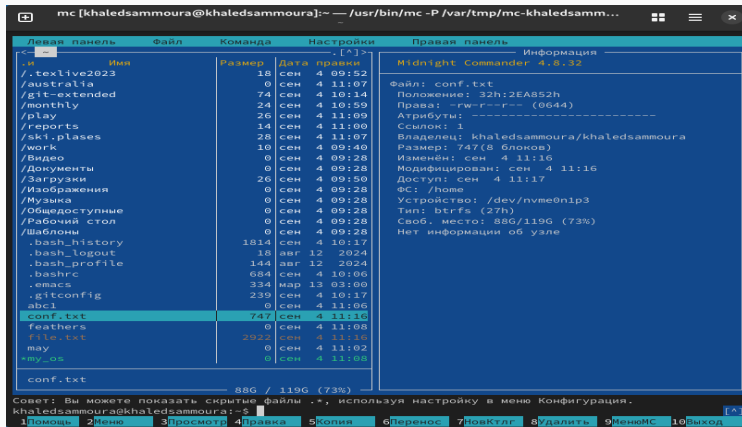 mc [khaledsammoura@khaledsammoura]:~ — /usr/bin/mc -P /var/tmp/mc-khaledsamm...
Левая панель Файл Команда Настройки Правая панель
<— ~ .[^]>
.и Имя Размер Дата правки
/.texlive2023 18 сен 4 09:52
/australia 0 сен 4 11:07
/git-extended 74 сен 4 10:14
/monthly 24 сен 4 10:59
/play 26 сен 4 11:09
/reports 14 сен 4 11:00
/ski.plases 28 сен 4 11:07
/work 10 сен 4 09:40
/Видео 0 сен 4 09:28
/Документы 0 сен 4 09:28
/Загрузки 26 сен 4 09:50
/Изображения 0 сен 4 09:28
/Музыка 0 сен 4 09:28
/Общедоступные 0 сен 4 09:28
/Рабочий стол 0 сен 4 09:28
/Шаблоны 0 сен 4 09:28
.bash_history 1814 сен 4 10:17
.bash_logout 18 авг 12 2024
.bash_profile 144 авг 12 2024
.bashrc 684 сен 4 10:06
.emacs 334 мар 13 03:00
.gitconfig 239 сен 4 10:17
abc1 0 сен 4 11:06
conf.txt 747 сен 4 11:16
feathers 0 сен 4 11:08
file.txt 2922 сен 4 11:16
may 0 сен 4 11:02
*my_os 0 сен 4 11:08
conf.txt
88G / 119G (73%)
Информация
Midnight Commander 4.8.32
Файл: conf.txt
Положение: 32h:2EA852h
Права: -rw-r--r-- (0644)
Атрибуты: --------------------------
Ссылок: 1
Владелец: khaledsammoura/khaledsammoura
Размер: 747(8 блоков)
Изменён: сен 4 11:16
Модифицирован: сен 4 11:16
Доступ: сен 4 11:17
ФС: /home
Устройство: /dev/nvme0n1p3
Тип: btrfs (27h)
Своб. место: 88G/119G (73%)
Нет информации об узле
Совет: Вы можете показать скрытые файлы .*, используя настройку в меню Конфигурация.
khaledsammoura@khaledsammoura:~$ [^]
1Помощь 2Меню 3Просмотр 4Правка 5Копия 6Перенос 7НовКтлг 8Удалить 9МенюMC 10Выход